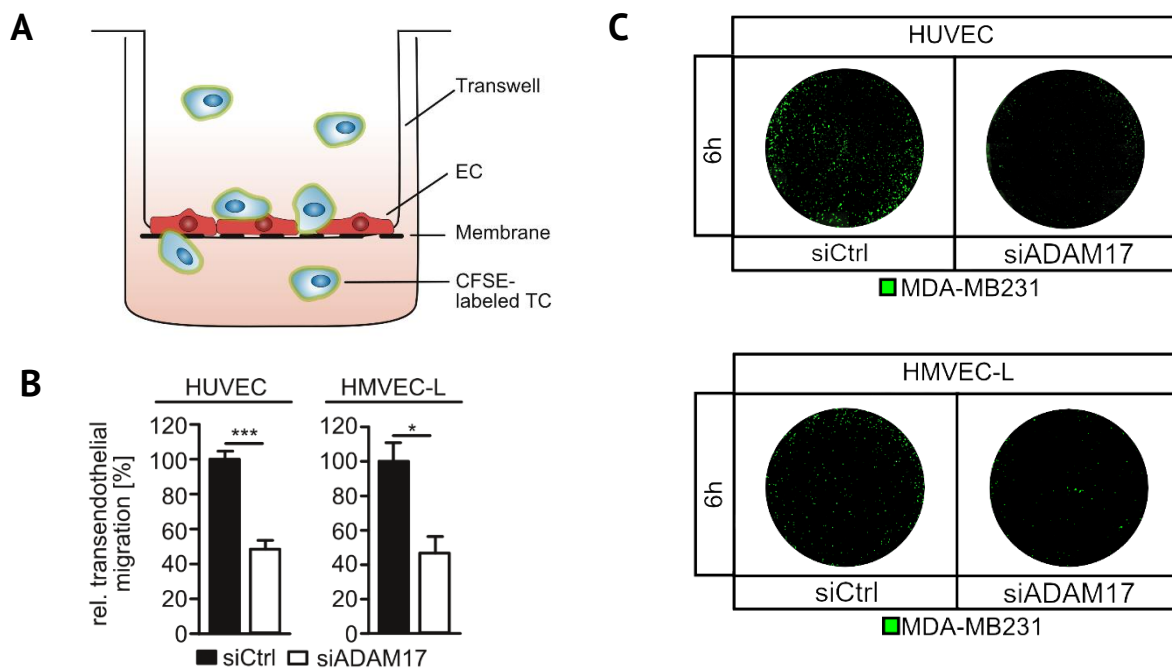 A
Transwell
EC
Membrane
CFSE-
labeled TC
B
HUVEC
HMVEC-L
rel. transendothelial
migration [%]
120
100
80
60
40
20
0
***
120
100
80
60
40
20
0
*
siCtrl siADAM17
C
HUVEC
6h
siCtrl siADAM17
MDA-MB231
HMVEC-L
6h
siCtrl siADAM17
MDA-MB231